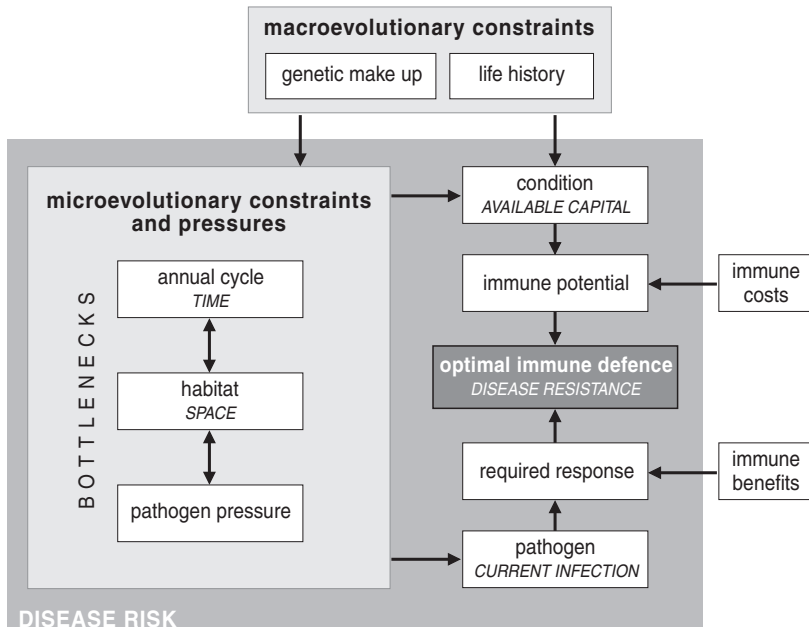 macroevolutionary constraints
genetic make up
life history
microevolutionary constraints
and pressures
BOTTLENECKS
annual cycle
TIME
habitat
SPACE
pathogen pressure
condition
AVAILABLE CAPITAL
immune potential
immune
costs
optimal immune defence
DISEASE RESISTANCE
required response
immune
benefits
pathogen
CURRENT INFECTION
DISEASE RISK